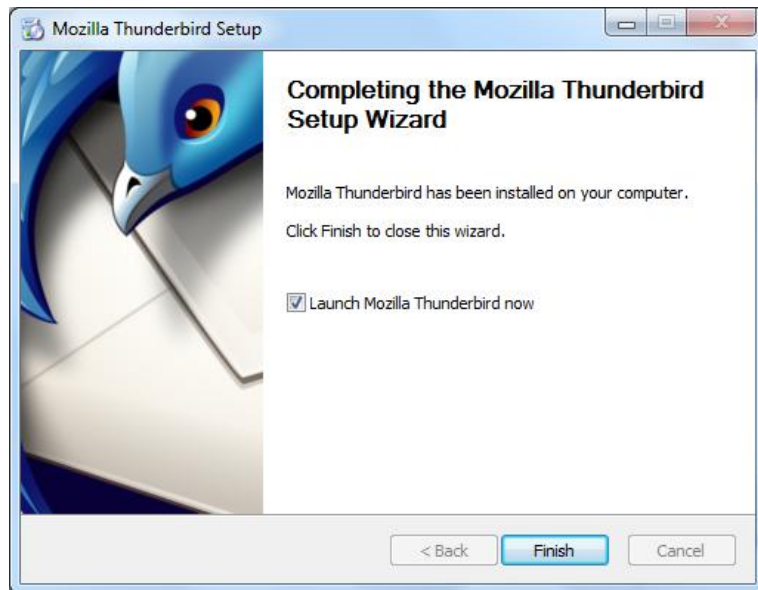 Mozilla Thunderbird Setup
Completing the Mozilla Thunderbird
Setup Wizard
Mozilla Thunderbird has been installed on your computer.
Click Finish to close this wizard.
Launch Mozilla Thunderbird now
< Back Finish Cancel